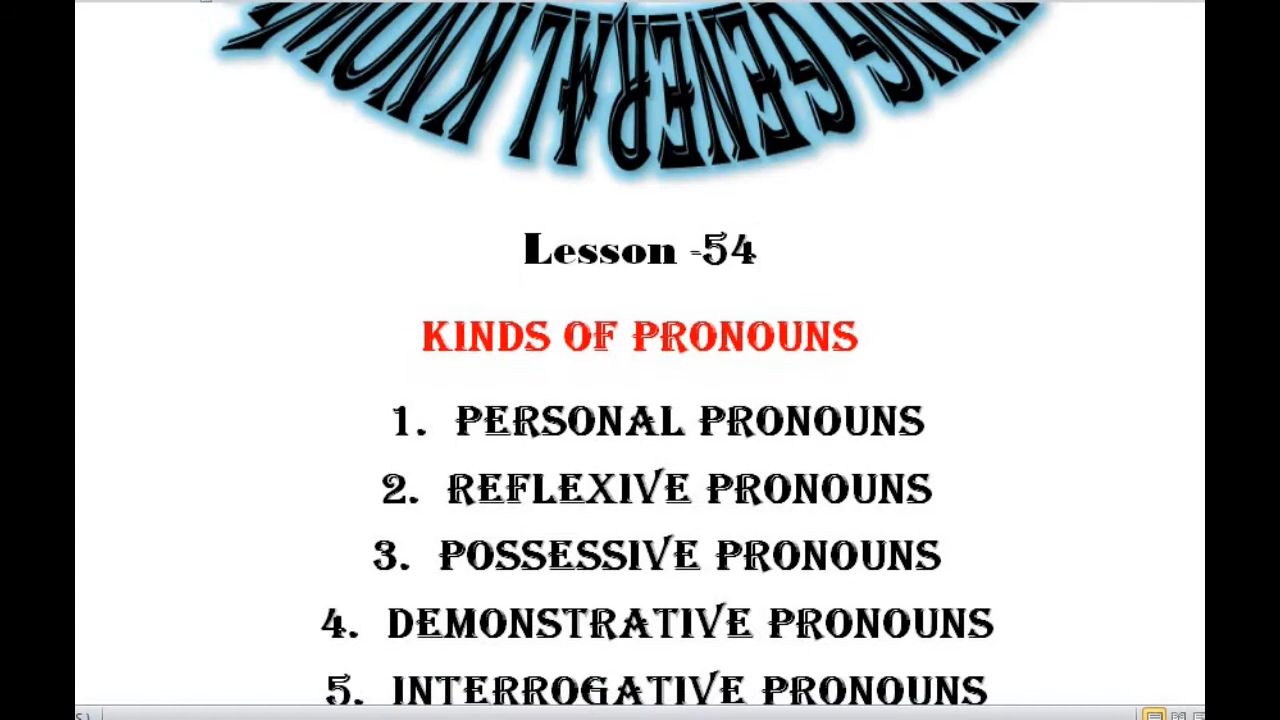 GENERAL
Lesson -54
KINDS OF PRONOUNS
1. PERSONAL PRONOUNS
2. REFLEXIVE PRONOUNS
3. POSSESSIVE PRONOUNS
4. DEMONSTRATIVE PRONOUNS
5. INTERROGATIVE PRONOUNS